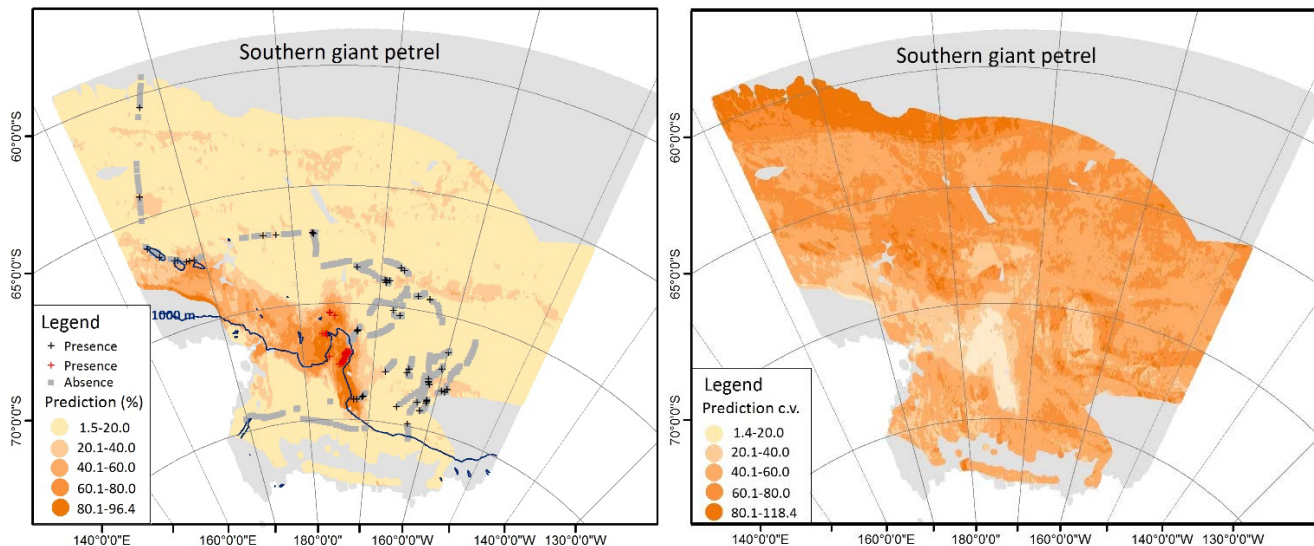 Southern giant petrel
60°0'0"S
65°0'0"S
70°0'0"S
1000 m
Legend
Presence
Presence
Absence
Prediction (%)
1.5-20.0
20.1-40.0
40.1-60.0
60.1-80.0
80.1-96.4
140°0'0"E
160°0'0"E
180°0'0"
160°0'0"W
140°0'0"W
130°0'0"W
Southern giant petrel
60°0'0"S
65°0'0"S
70°0'0"S
Legend
Prediction c.v.
1.4-20.0
20.1-40.0
40.1-60.0
60.1-80.0
80.1-118.4
140°0'0"E
160°0'0"E
180°0'0"
160°0'0"W
140°0'0"W
130°0'0"W